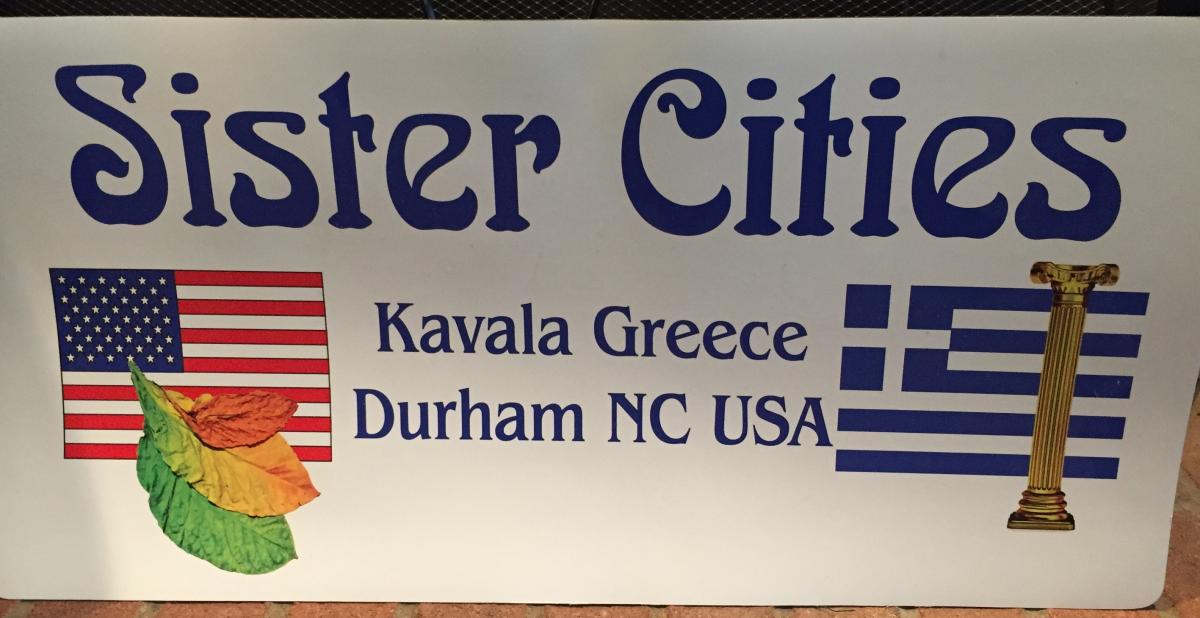 Sister Cities
Kavala Greece
Durham NC USA